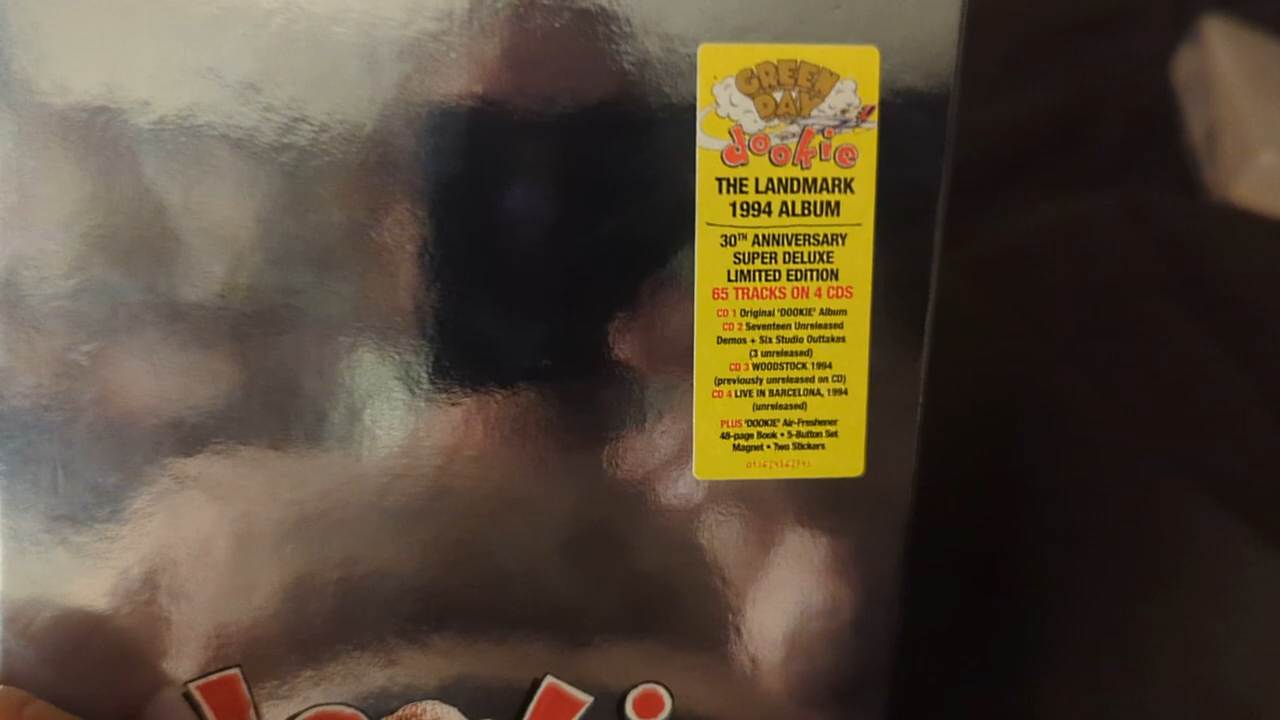 GREEN
DAY
dookie
THE LANDMARK
1994 ALBUM
30TH ANNIVERSARY
SUPER DELUXE
LIMITED EDITION
65 TRACKS ON 4 CDS
CD 1 Original 'DOOKIE' Album
CD 2 Seventeen Unreleased
Demos + Six Studio Outtakes
(3 unreleased)
CD 3 WOODSTOCK 1994
(previously unreleased on CD)
CD 4 LIVE IN BARCELONA, 1994
(unreleased)
PLUS 'DOOKIE' Air-Freshener
48-page Book • 5-Button Set
Magnet • Two Stickers